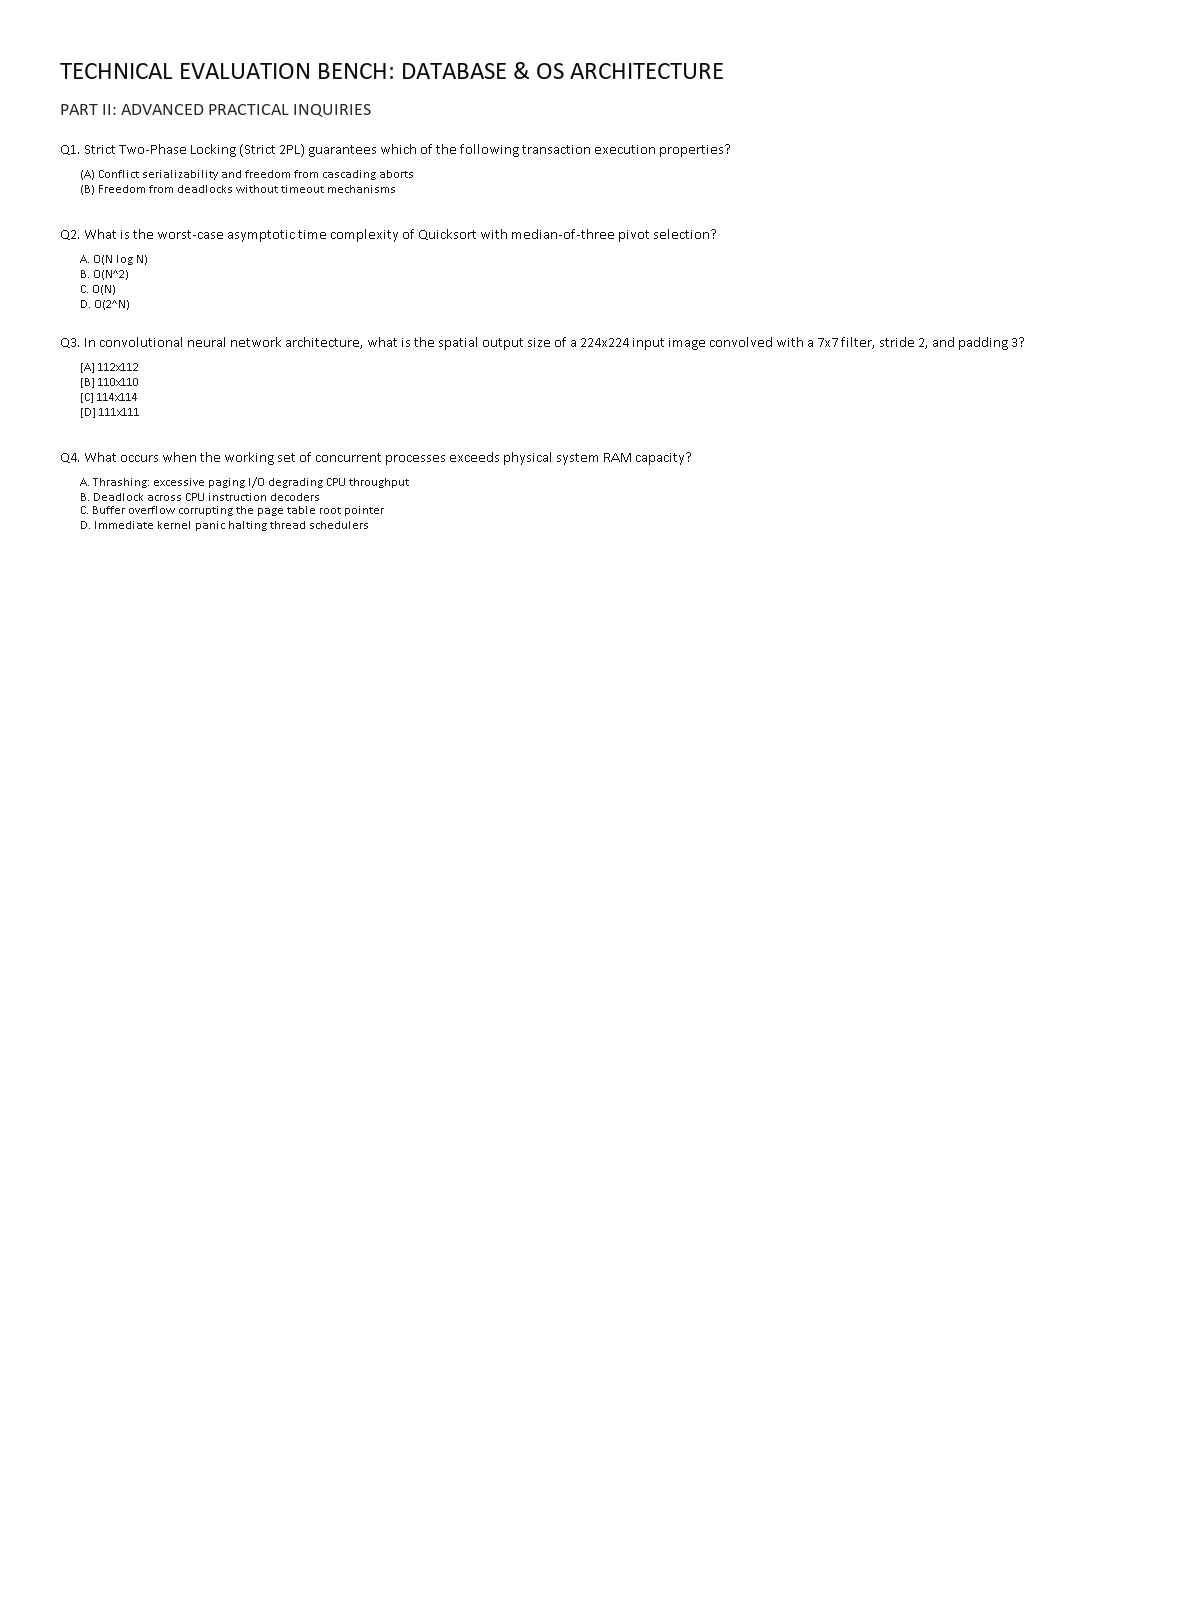 TECHNICAL EVALUATION BENCH: DATABASE & OS ARCHITECTURE
PART II: ADVANCED PRACTICAL INQUIRIES
Q1. Strict Two-Phase Locking (Strict 2PL) guarantees which of the following transaction execution properties?
(A) Conflict serializability and freedom from cascading aborts
(B) Freedom from deadlocks without timeout mechanisms
Q2. What is the worst-case asymptotic time complexity of Quicksort with median-of-three pivot selection?
A. O(N log N)
B. O(N^2)
C. O(N)
D. O(2^N)
Q3. In convolutional neural network architecture, what is the spatial output size of a 224x224 input image convolved with a 7x7 filter, stride 2, and padding 3?
[A] 112x112
[B] 110x110
[C] 114x114
[D] 111x111
Q4. What occurs when the working set of concurrent processes exceeds physical system RAM capacity?
A. Thrashing: excessive paging I/O degrading CPU throughput
B. Deadlock across CPU instruction decoders
C. Buffer overflow corrupting the page table root pointer
D. Immediate kernel panic halting thread schedulers